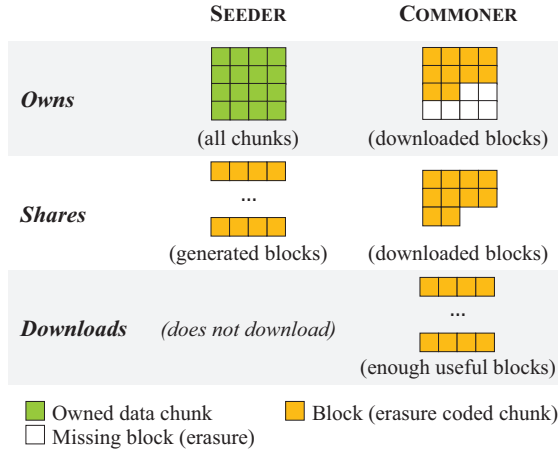 SEEDER COMMONER
Owns
(all chunks) (downloaded blocks)
...
Shares
(generated blocks) (downloaded blocks)
Downloads (does not download)
...
(enough useful blocks)
Owned data chunk Block (erasure coded chunk)
Missing block (erasure)